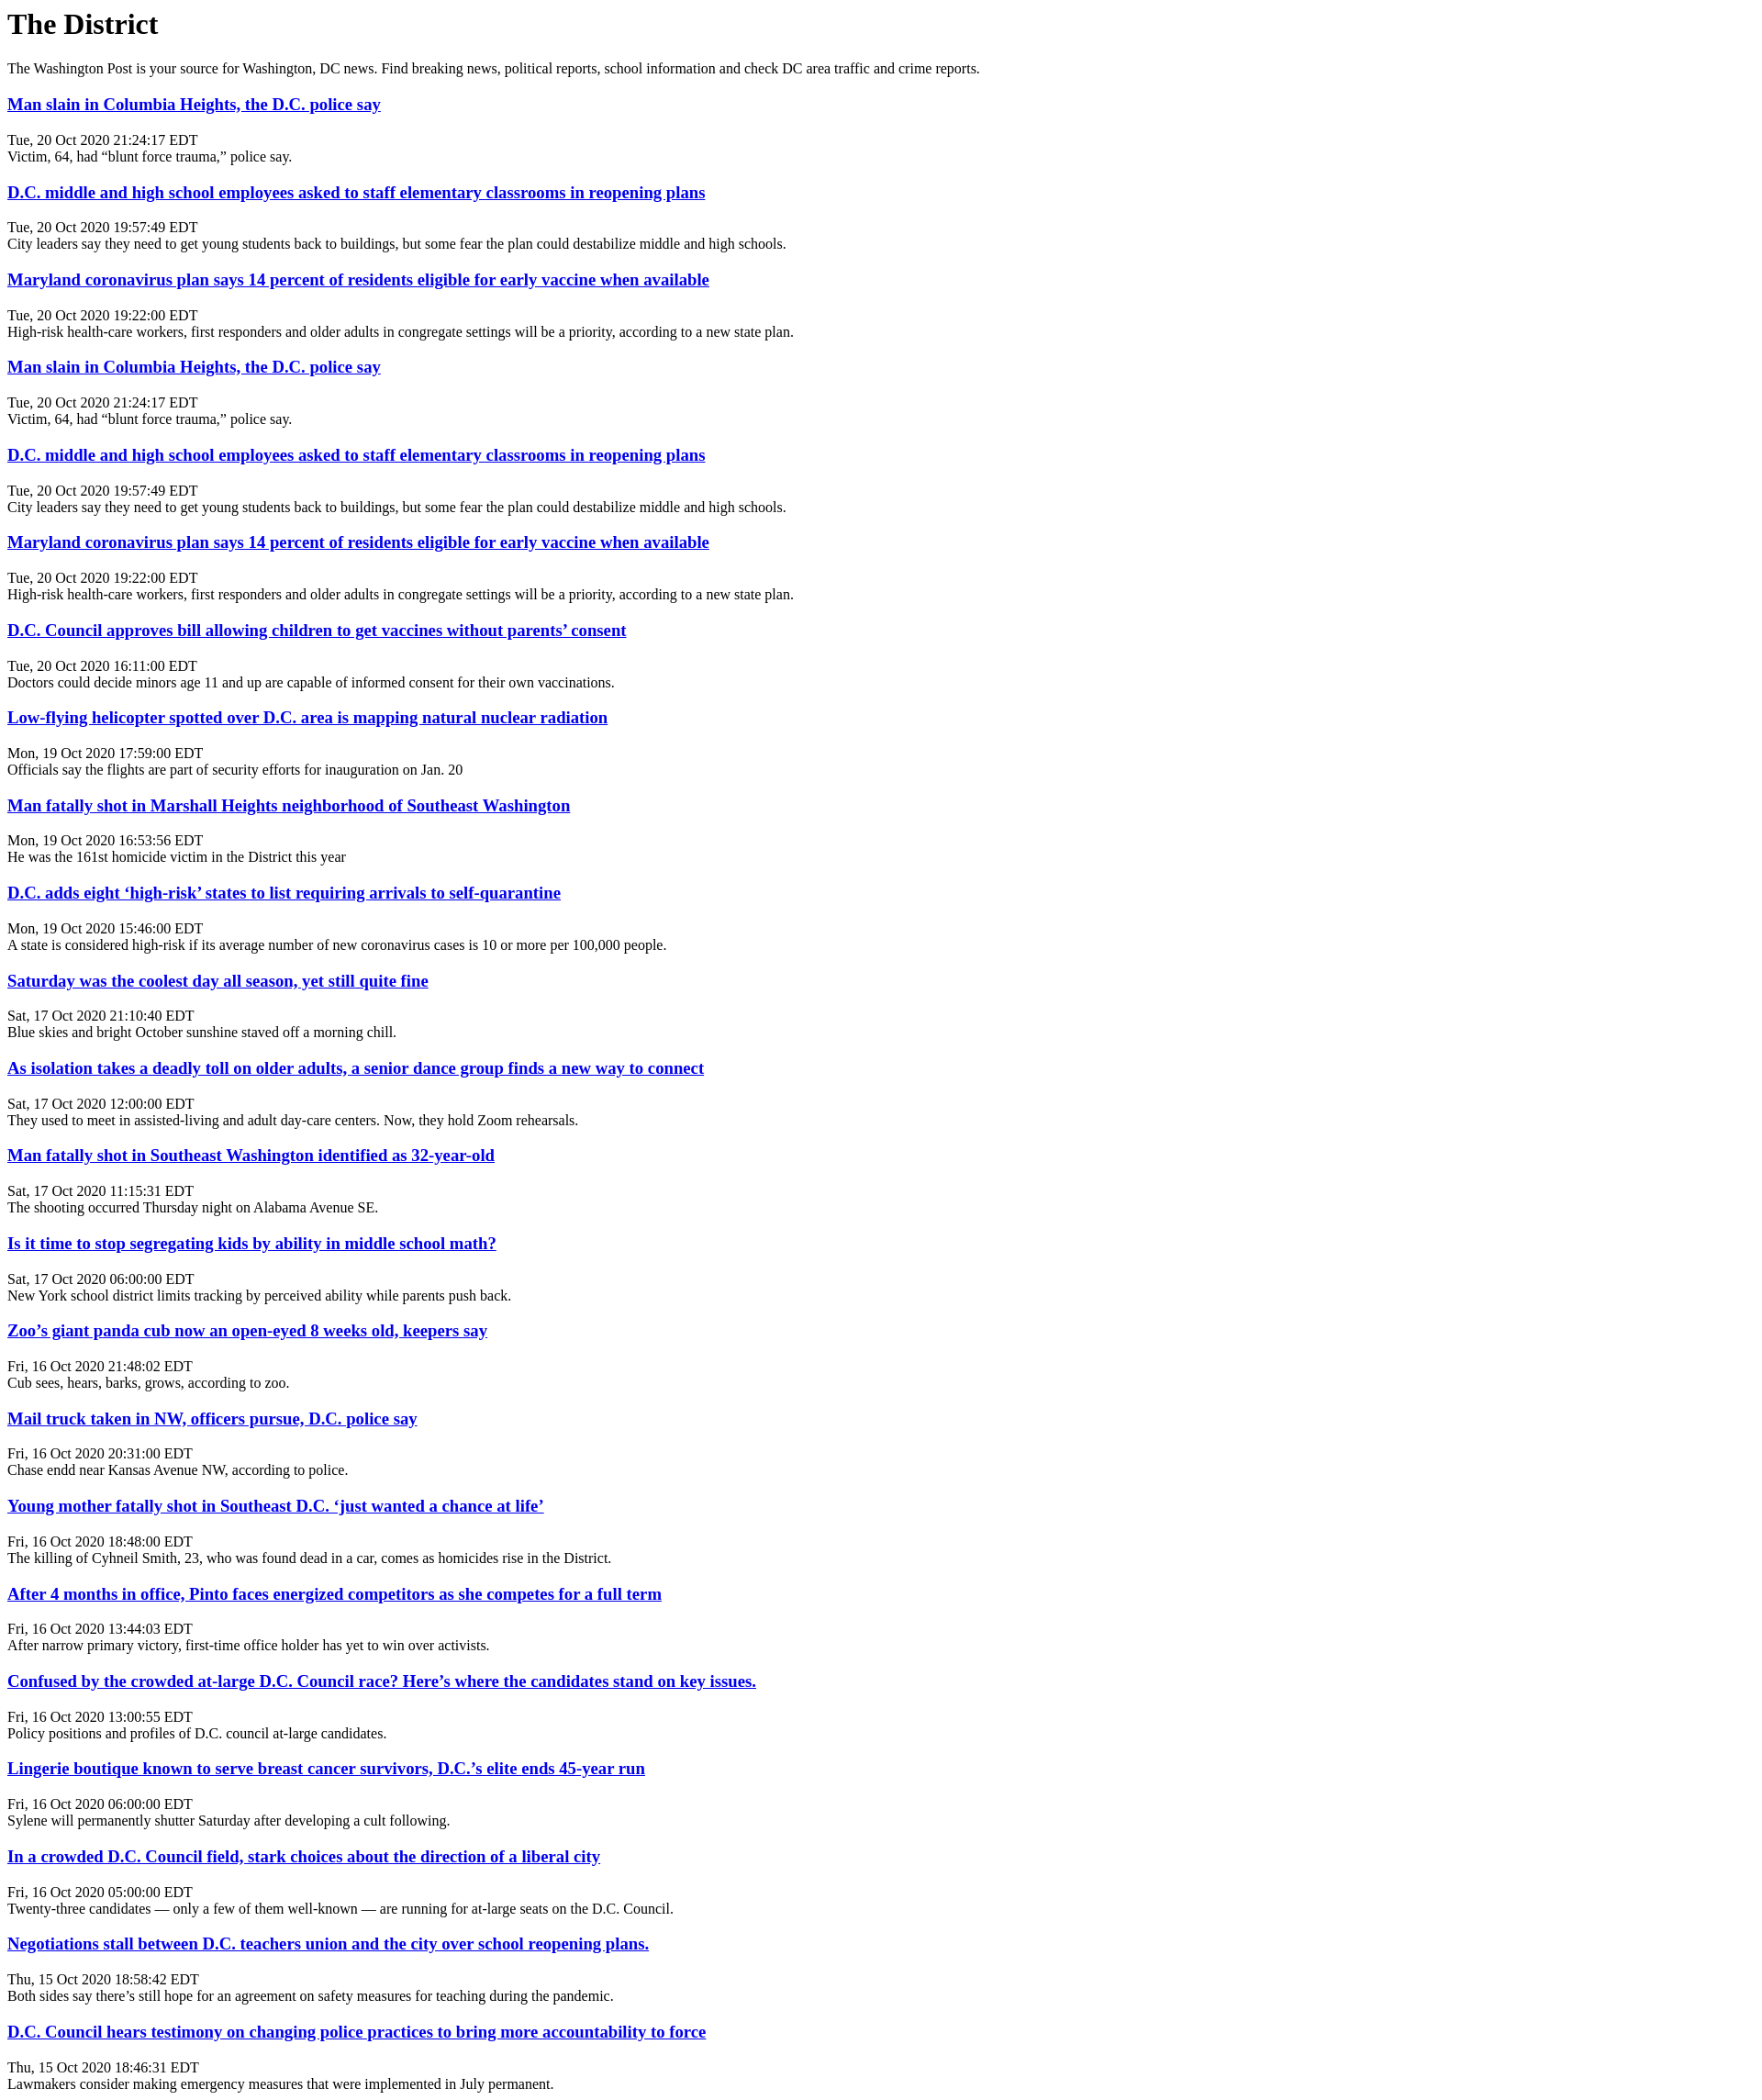 The District
The Washington Post is your source for Washington, DC news. Find breaking news, political reports, school information and check DC area traffic and crime reports.
Man slain in Columbia Heights, the D.C. police say
Tue, 20 Oct 2020 21:24:17 EDT
Victim, 64, had “blunt force trauma,” police say.
D.C. middle and high school employees asked to staff elementary classrooms in reopening plans
Tue, 20 Oct 2020 19:57:49 EDT
City leaders say they need to get young students back to buildings, but some fear the plan could destabilize middle and high schools.
Maryland coronavirus plan says 14 percent of residents eligible for early vaccine when available
Tue, 20 Oct 2020 19:22:00 EDT
High-risk health-care workers, first responders and older adults in congregate settings will be a priority, according to a new state plan.
Man slain in Columbia Heights, the D.C. police say
Tue, 20 Oct 2020 21:24:17 EDT
Victim, 64, had “blunt force trauma,” police say.
D.C. middle and high school employees asked to staff elementary classrooms in reopening plans
Tue, 20 Oct 2020 19:57:49 EDT
City leaders say they need to get young students back to buildings, but some fear the plan could destabilize middle and high schools.
Maryland coronavirus plan says 14 percent of residents eligible for early vaccine when available
Tue, 20 Oct 2020 19:22:00 EDT
High-risk health-care workers, first responders and older adults in congregate settings will be a priority, according to a new state plan.
D.C. Council approves bill allowing children to get vaccines without parents’ consent
Tue, 20 Oct 2020 16:11:00 EDT
Doctors could decide minors age 11 and up are capable of informed consent for their own vaccinations.
Low-flying helicopter spotted over D.C. area is mapping natural nuclear radiation
Mon, 19 Oct 2020 17:59:00 EDT
Officials say the flights are part of security efforts for inauguration on Jan. 20
Man fatally shot in Marshall Heights neighborhood of Southeast Washington
Mon, 19 Oct 2020 16:53:56 EDT
He was the 161st homicide victim in the District this year
D.C. adds eight ‘high-risk’ states to list requiring arrivals to self-quarantine
Mon, 19 Oct 2020 15:46:00 EDT
A state is considered high-risk if its average number of new coronavirus cases is 10 or more per 100,000 people.
Saturday was the coolest day all season, yet still quite fine
Sat, 17 Oct 2020 21:10:40 EDT
Blue skies and bright October sunshine staved off a morning chill.
As isolation takes a deadly toll on older adults, a senior dance group finds a new way to connect
Sat, 17 Oct 2020 12:00:00 EDT
They used to meet in assisted-living and adult day-care centers. Now, they hold Zoom rehearsals.
Man fatally shot in Southeast Washington identified as 32-year-old
Sat, 17 Oct 2020 11:15:31 EDT
The shooting occurred Thursday night on Alabama Avenue SE.
Is it time to stop segregating kids by ability in middle school math?
Sat, 17 Oct 2020 06:00:00 EDT
New York school district limits tracking by perceived ability while parents push back.
Zoo’s giant panda cub now an open-eyed 8 weeks old, keepers say
Fri, 16 Oct 2020 21:48:02 EDT
Cub sees, hears, barks, grows, according to zoo.
Mail truck taken in NW, officers pursue, D.C. police say
Fri, 16 Oct 2020 20:31:00 EDT
Chase endd near Kansas Avenue NW, according to police.
Young mother fatally shot in Southeast D.C. ‘just wanted a chance at life’
Fri, 16 Oct 2020 18:48:00 EDT
The killing of Cyhneil Smith, 23, who was found dead in a car, comes as homicides rise in the District.
After 4 months in office, Pinto faces energized competitors as she competes for a full term
Fri, 16 Oct 2020 13:44:03 EDT
After narrow primary victory, first-time office holder has yet to win over activists.
Confused by the crowded at-large D.C. Council race? Here’s where the candidates stand on key issues.
Fri, 16 Oct 2020 13:00:55 EDT
Policy positions and profiles of D.C. council at-large candidates.
Lingerie boutique known to serve breast cancer survivors, D.C.’s elite ends 45-year run
Fri, 16 Oct 2020 06:00:00 EDT
Sylene will permanently shutter Saturday after developing a cult following.
In a crowded D.C. Council field, stark choices about the direction of a liberal city
Fri, 16 Oct 2020 05:00:00 EDT
Twenty-three candidates — only a few of them well-known — are running for at-large seats on the D.C. Council.
Negotiations stall between D.C. teachers union and the city over school reopening plans.
Thu, 15 Oct 2020 18:58:42 EDT
Both sides say there’s still hope for an agreement on safety measures for teaching during the pandemic.
D.C. Council hears testimony on changing police practices to bring more accountability to force
Thu, 15 Oct 2020 18:46:31 EDT
Lawmakers consider making emergency measures that were implemented in July permanent.